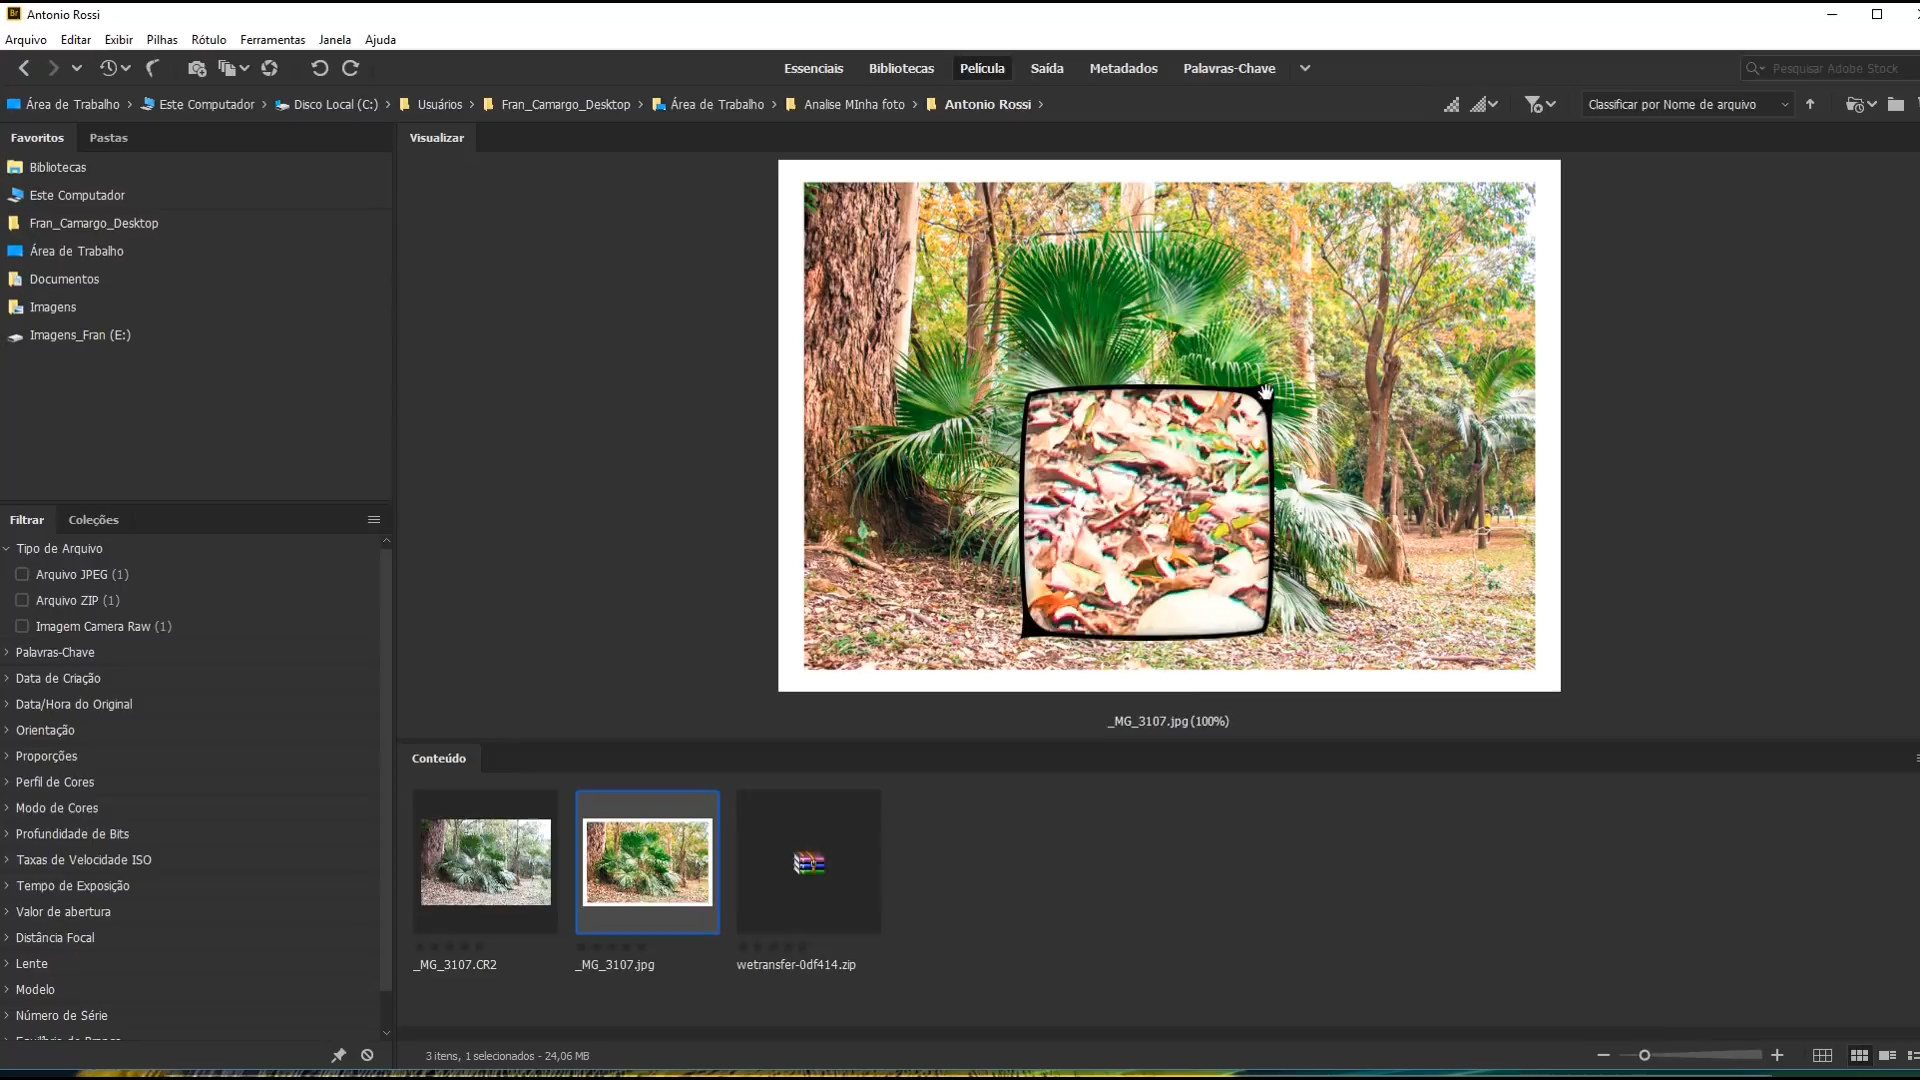 Br Antonio Rossi
Arquivo Editar Exibir Pilhas Rótulo Ferramentas Janela Ajuda
Essenciais Bibliotecas Película Saída Metadados Palavras-Chave
Pesquisar Adobe Stock
Área de Trabalho Este Computador Disco Local (C:) Usuários Fran_Camargo_Desktop Área de Trabalho Analise MInha foto Antonio Rossi
Classificar por Nome de arquivo
Favoritos Pastas
Bibliotecas
Este Computador
Fran_Camargo_Desktop
Área de Trabalho
Documentos
Imagens
Imagens_Fran (E:)
Filtrar Coleções
Tipo de Arquivo
Arquivo JPEG (1)
Arquivo ZIP (1)
Imagem Camera Raw (1)
Palavras-Chave
Data de Criação
Data/Hora do Original
Orientação
Proporções
Perfil de Cores
Modo de Cores
Profundidade de Bits
Taxas de Velocidade ISO
Tempo de Exposição
Valor de abertura
Distância Focal
Lente
Modelo
Número de Série
Visualizar
_MG_3107.jpg (100%)
Conteúdo
_MG_3107.CR2
_MG_3107.jpg
wetransfer-0df414.zip
3 itens, 1 selecionados - 24,06 MB